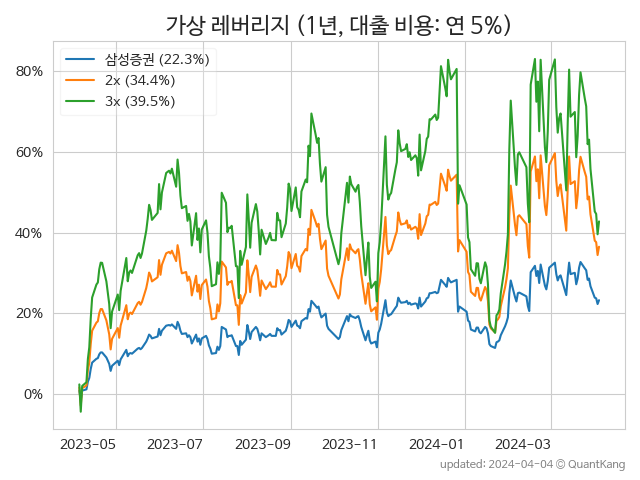 가상 레버리지 (1년, 대출 비용: 연 5%)
삼성증권 (22.3%)
2x (34.4%)
3x (39.5%)
80%
60%
40%
20%
0%
2023-05 2023-07 2023-09 2023-11 2024-01 2024-03
updated: 2024-04-04 © QuantKang